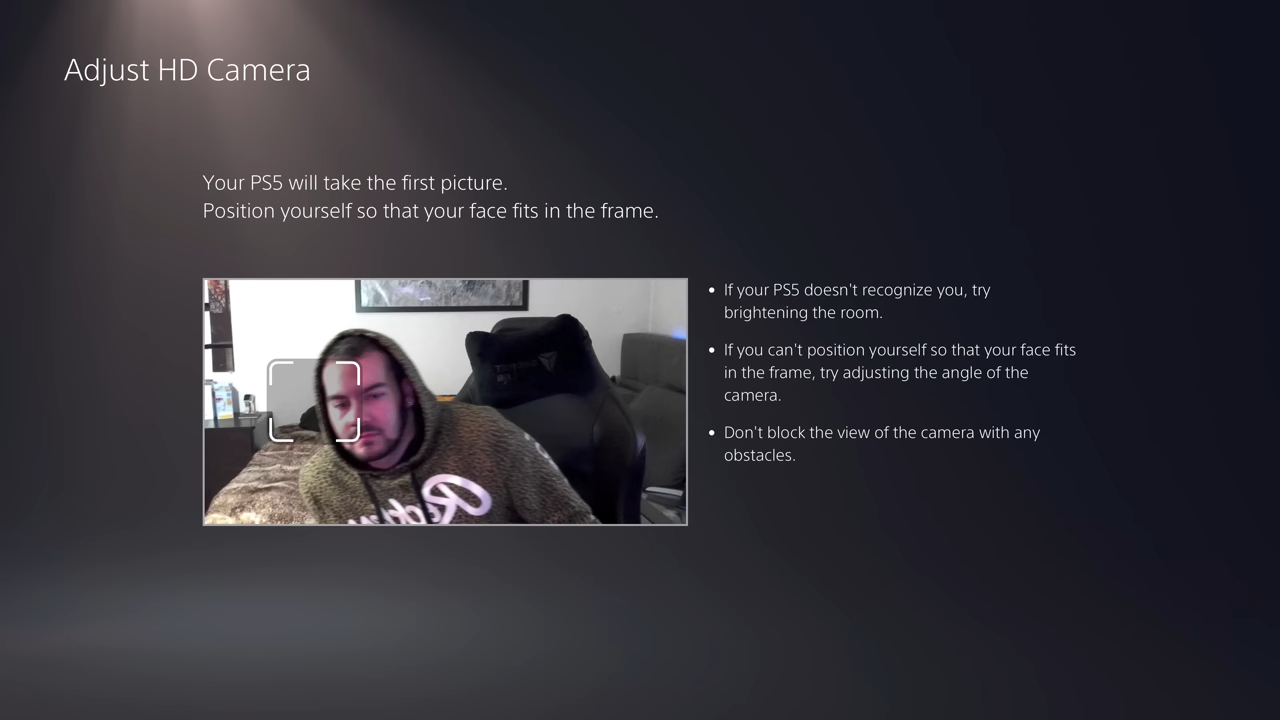 Adjust HD Camera
Your PS5 will take the first picture.
Position yourself so that your face fits in the frame.
If your PS5 doesn't recognize you, try
brightening the room.
If you can't position yourself so that your face fits
in the frame, try adjusting the angle of the
camera.
Don't block the view of the camera with any
obstacles.